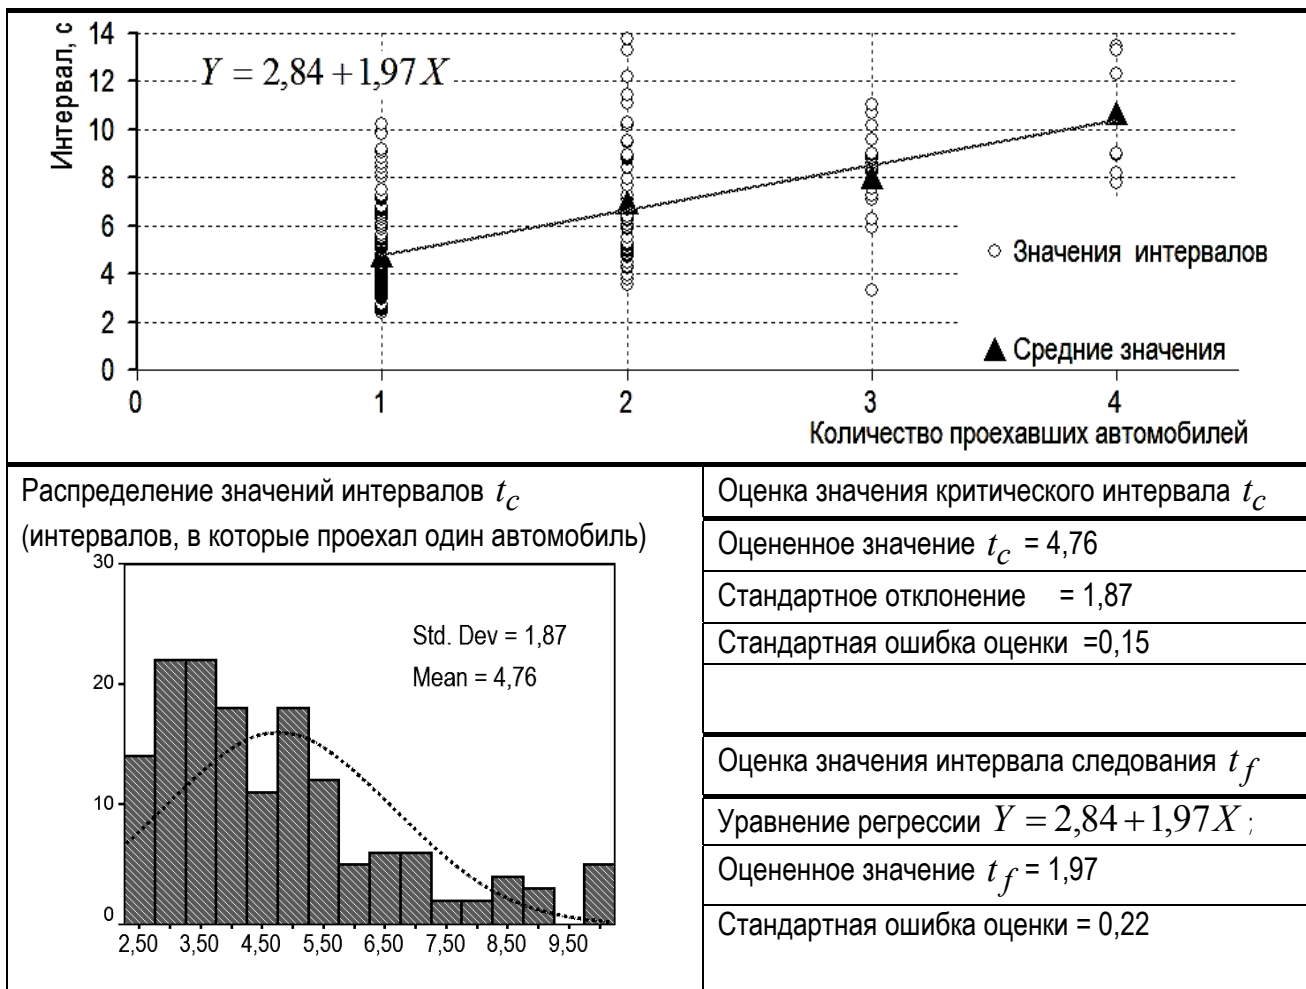 Интервал, с
14
12
10
8
6
4
2
0
Y = 2,84 + 1,97 X
Значения интервалов
Средние значения
0 1 2 3 4
Количество проехавших автомобилей
Распределение значений интервалов t_c
(интервалов, в которые проехал один автомобиль)
30
20
10
0
Std. Dev = 1,87
Mean = 4,76
2,50 3,50 4,50 5,50 6,50 7,50 8,50 9,50
Оценка значения критического интервала t_c
Оцененное значение t_c = 4,76
Стандартное отклонение = 1,87
Стандартная ошибка оценки =0,15
Оценка значения интервала следования t_f
Уравнение регрессии Y = 2,84 + 1,97 X ;
Оцененное значение t_f = 1,97
Стандартная ошибка оценки = 0,22